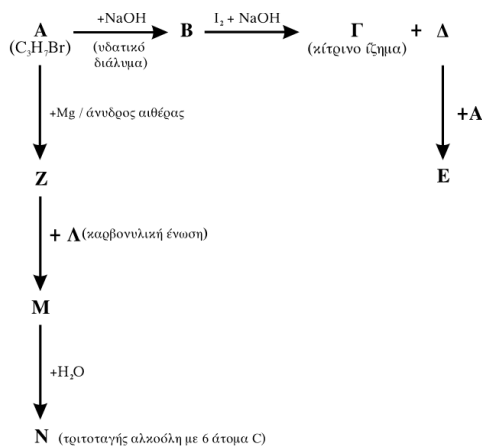 A +NaOH B I₂ + NaOH Γ + Δ
(C₃H₇Br) (υδατικό διάλυμα) (κίτρινο ίζημα)
+Mg / άνυδρος αιθέρας +A
Z E
+ Λ (καρβονυλική ένωση)
M
+H₂O
N (τριτοταγής αλκοόλη με 6 άτομα C)